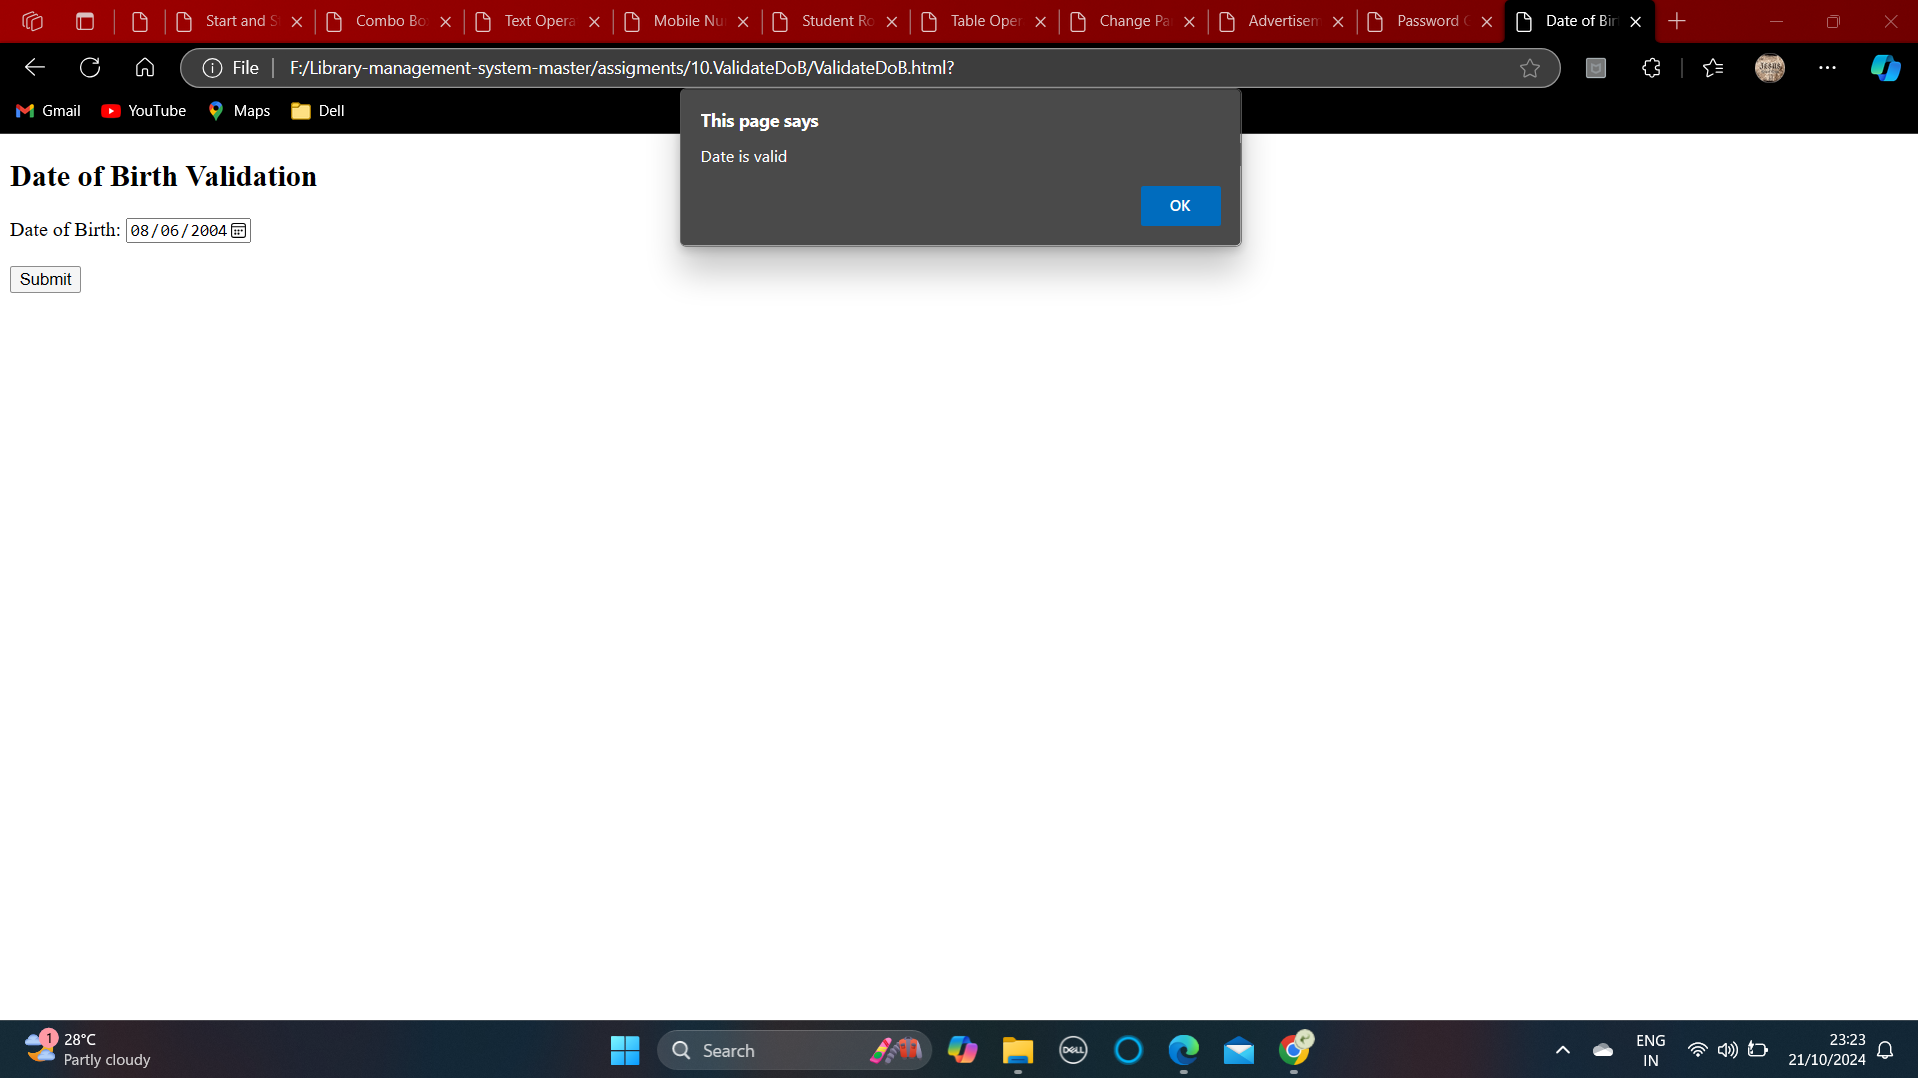 Start and S
Combo Bo
Text Opera
Mobile Nu
Student Ro
Table Oper
Change Pa
Advertisem
Password
Date of Bir
File
F:/Library-management-system-master/assigments/10.ValidateDoB/ValidateDoB.html?
Gmail
YouTube
Maps
Dell
This page says
Date is valid
OK
Date of Birth Validation
Date of Birth: 08/06/2004
Submit
1
28°C
Partly cloudy
Search
DELL
ENG
IN
23:23
21/10/2024